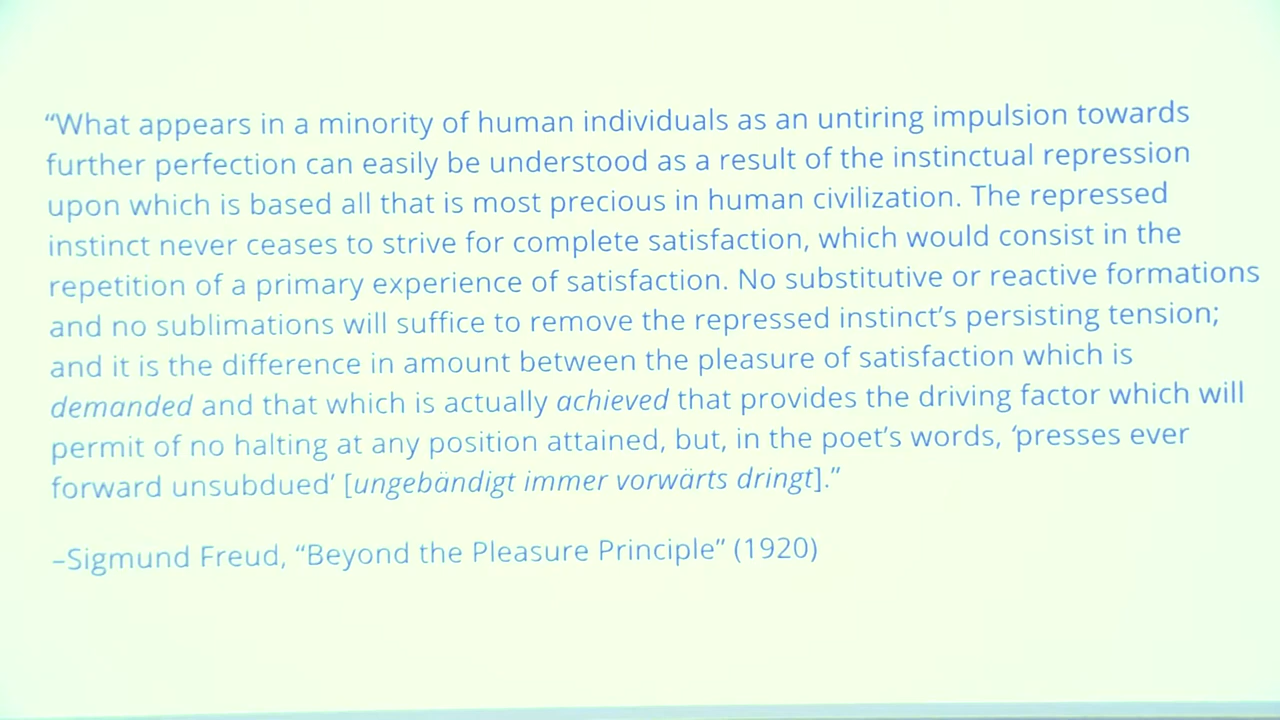 “What appears in a minority of human individuals as an untiring impulsion towards
further perfection can easily be understood as a result of the instinctual repression
upon which is based all that is most precious in human civilization. The repressed
instinct never ceases to strive for complete satisfaction, which would consist in the
repetition of a primary experience of satisfaction. No substitutive or reactive formations
and no sublimations will suffice to remove the repressed instinct’s persisting tension;
and it is the difference in amount between the pleasure of satisfaction which is
demanded and that which is actually achieved that provides the driving factor which will
permit of no halting at any position attained, but, in the poet’s words, ‘presses ever
forward unsubdued’ [ungebändigt immer vorwärts dringt].”
–Sigmund Freud, “Beyond the Pleasure Principle” (1920)